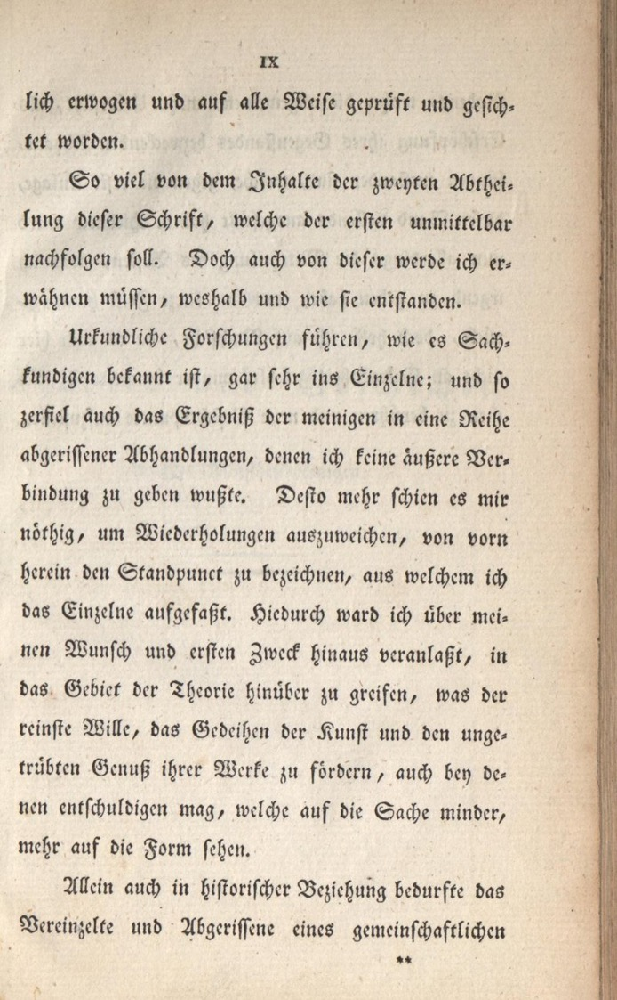 IX
lich erwogen und auf alle Weise geprüft und gesich-
tet worden.
So viel von dem Inhalte der zweyten Abthei-
lung dieser Schrift, welche der ersten unmittelbar
nachfolgen soll. Doch auch von dieser werde ich er-
wähnen müssen, weshalb und wie sie entstanden.
Urkundliche Forschungen führen, wie es Sach-
kundigen bekannt ist, gar sehr ins Einzelne; und so
zerfiel auch das Ergebniß der meinigen in eine Reihe
abgerissener Abhandlungen, denen ich keine äußere Ver-
bindung zu geben wußte. Desto mehr schien es mir
nöthig, um Wiederholungen auszuweichen, von vorn
herein den Standpunct zu bezeichnen, aus welchem ich
das Einzelne aufgefaßt. Hiedurch ward ich über mei-
nen Wunsch und ersten Zweck hinaus veranlaßt, in
das Gebiet der Theorie hinüber zu greifen, was der
reinste Wille, das Gedeihen der Kunst und den unge-
trübten Genuß ihrer Werke zu fördern, auch bey de-
nen entschuldigen mag, welche auf die Sache minder,
mehr auf die Form sehen.
Allein auch in historischer Beziehung bedurfte das
Vereinzelte und Abgerissene eines gemeinschaftlichen
**